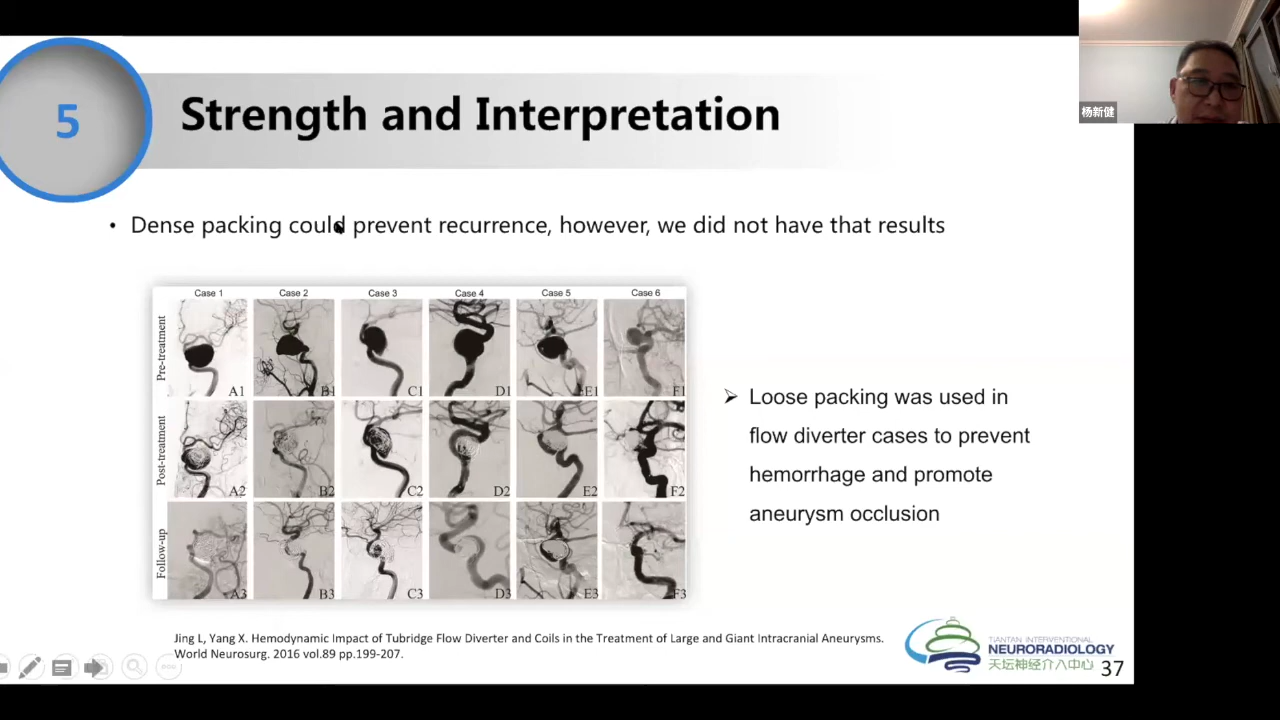 5
Strength and Interpretation
杨新健
• Dense packing could prevent recurrence, however, we did not have that results
Case 1 Case 2 Case 3 Case 4 Case 5 Case 6
Pre-treatment
A1 B1 C1 D1 E1 F1
Post-treatment
A2 B2 C2 D2 E2 F2
Follow-up
A3 B3 C3 D3 E3 F3
➢ Loose packing was used in
flow diverter cases to prevent
hemorrhage and promote
aneurysm occlusion
Jing L, Yang X. Hemodynamic Impact of Tubridge Flow Diverter and Coils in the Treatment of Large and Giant Intracranial Aneurysms.
World Neurosurg. 2016 vol.89 pp.199-207.
TIANTAN INTERVENTIONAL
NEURORADIOLOGY
天坛神经介入中心
37